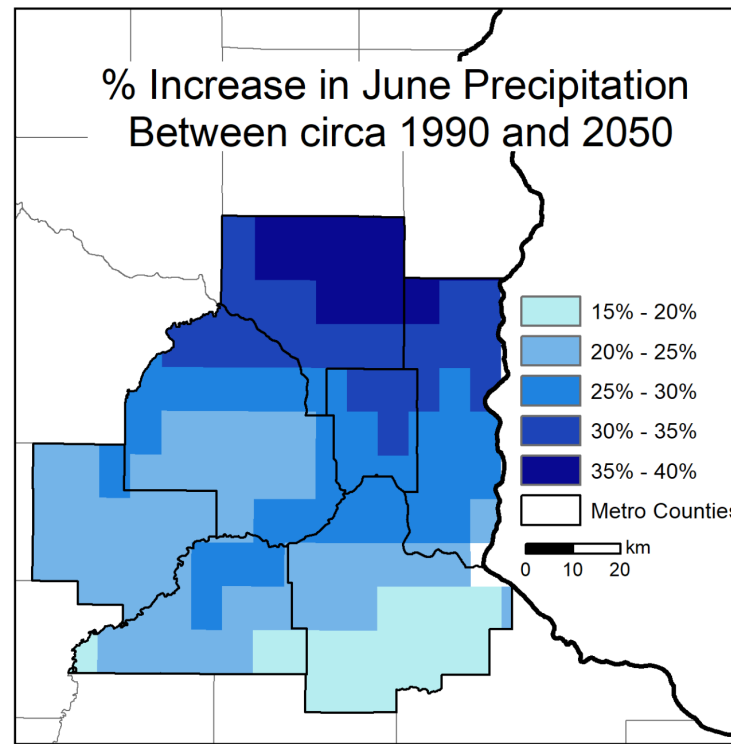 % Increase in June Precipitation
Between circa 1990 and 2050
15% - 20%
20% - 25%
25% - 30%
30% - 35%
35% - 40%
Metro Counties
km
0 10 20